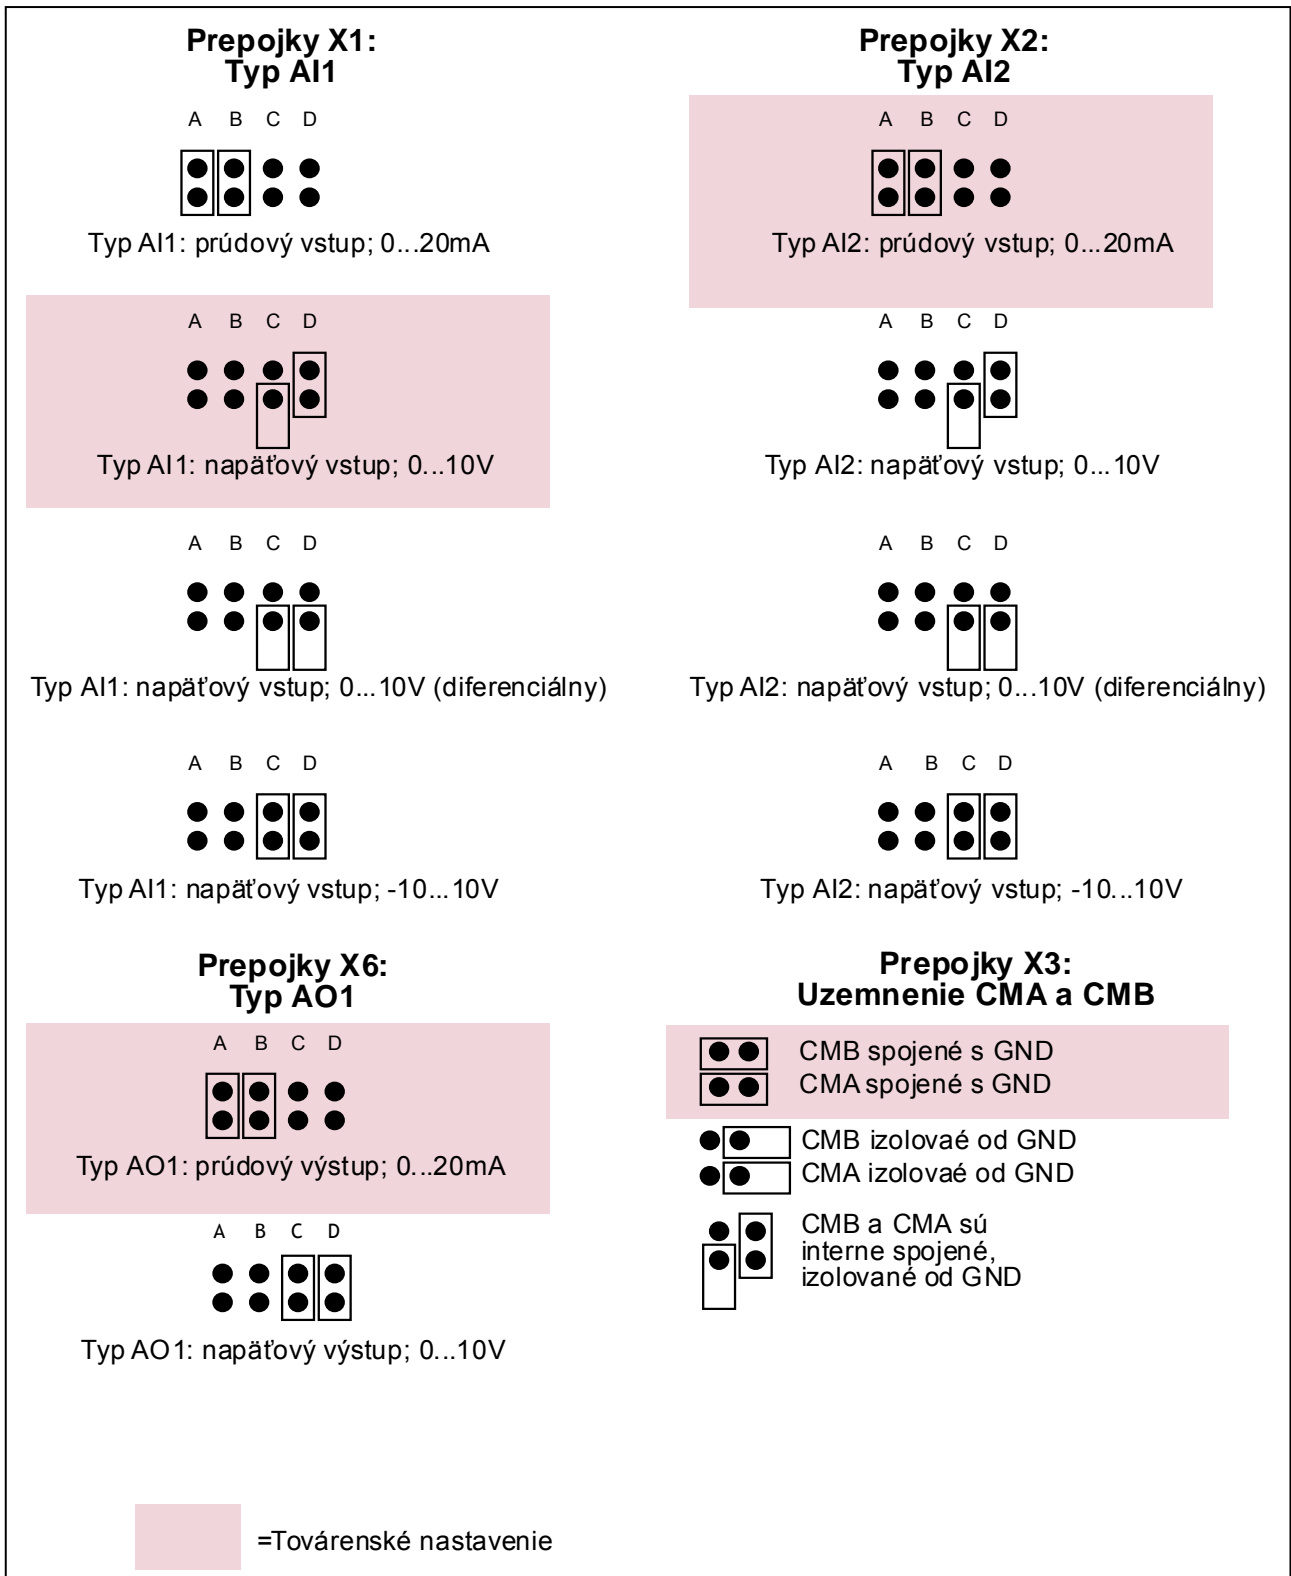 Prepojky X1:
Typ AI1
A B C D
Typ AI1: prúdový vstup; 0...20mA
A B C D
Typ AI1: napäťový vstup; 0...10V
A B C D
Typ AI1: napäťový vstup; 0...10V (diferenciálny)
A B C D
Typ AI1: napäťový vstup; -10...10V
Prepojky X2:
Typ AI2
A B C D
Typ AI2: prúdový vstup; 0...20mA
A B C D
Typ AI2: napäťový vstup; 0...10V
A B C D
Typ AI2: napäťový vstup; 0...10V (diferenciálny)
A B C D
Typ AI2: napäťový vstup; -10...10V
Prepojky X6:
Typ AO1
A B C D
Typ AO1: prúdový výstup; 0...20mA
A B C D
Typ AO1: napäťový výstup; 0...10V
Prepojky X3:
Uzemnenie CMA a CMB
CMB spojené s GND
CMA spojené s GND
CMB izolovaé od GND
CMA izolovaé od GND
CMB a CMA sú
interne spojené,
izolované od GND
=Továrenské nastavenie